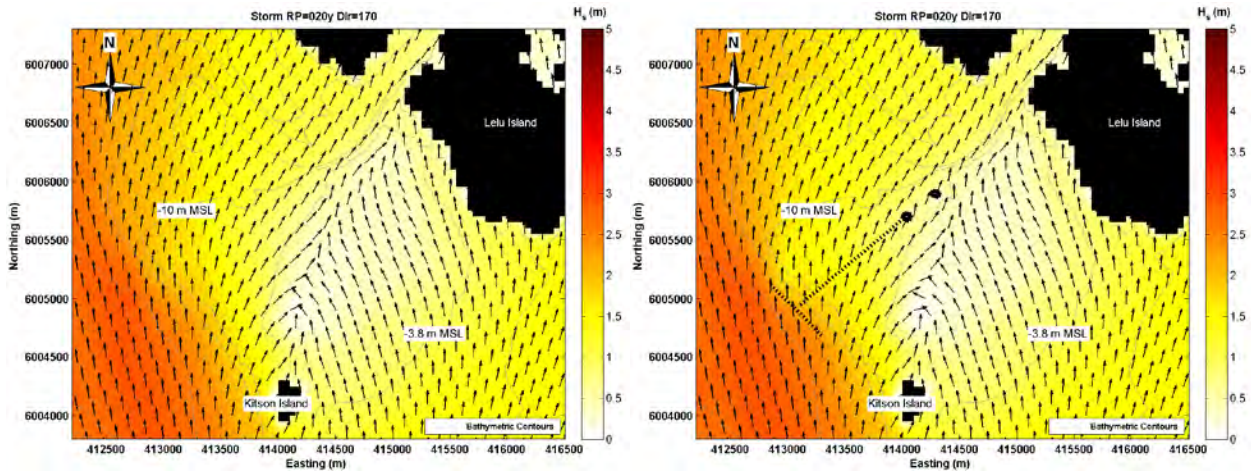 Storm RP=020y Dir=170
Hs (m)
N
Lelu Island
-10 m MSL
-3.8 m MSL
Kitson Island
Bathymetric Contours
Northing (m)
6007000
6006500
6006000
6005500
6005000
6004500
6004000
412500 413000 413500 414000 414500 415000 415500 416000 416500
Easting (m)
5
4.5
4
3.5
3
2.5
2
1.5
1
0.5
0
Storm RP=020y Dir=170
Hs (m)
N
Lelu Island
-10 m MSL
-3.8 m MSL
Kitson Island
Bathymetric Contours
Northing (m)
6007000
6006500
6006000
6005500
6005000
6004500
6004000
412500 413000 413500 414000 414500 415000 415500 416000 416500
Easting (m)
5
4.5
4
3.5
3
2.5
2
1.5
1
0.5
0